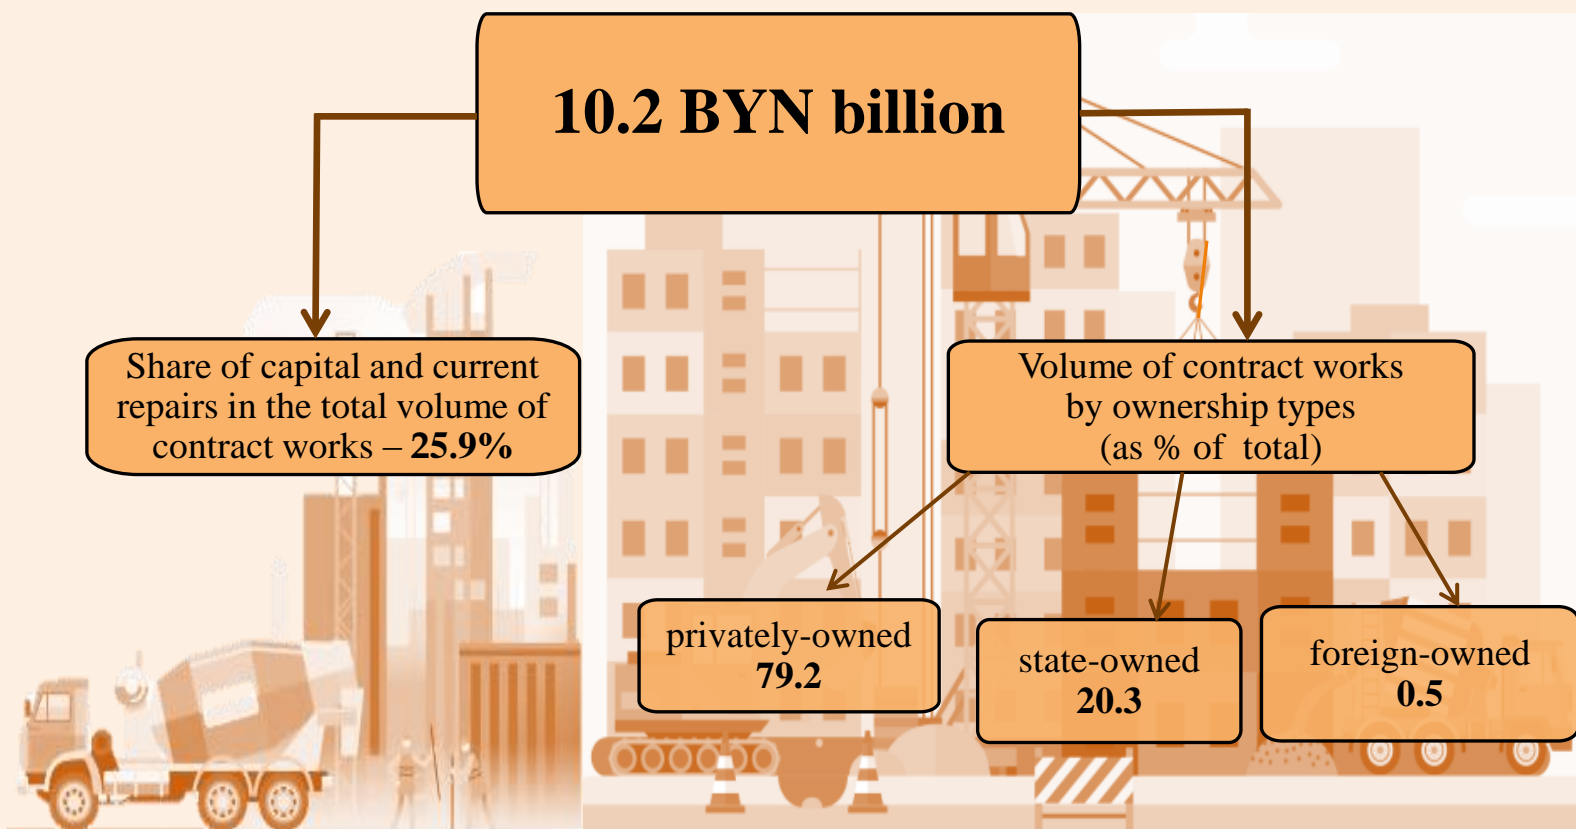 10.2 BYN billion
Share of capital and current
repairs in the total volume of
contract works – 25.9%
Volume of contract works
by ownership types
(as % of total)
privately-owned
79.2
state-owned
20.3
foreign-owned
0.5